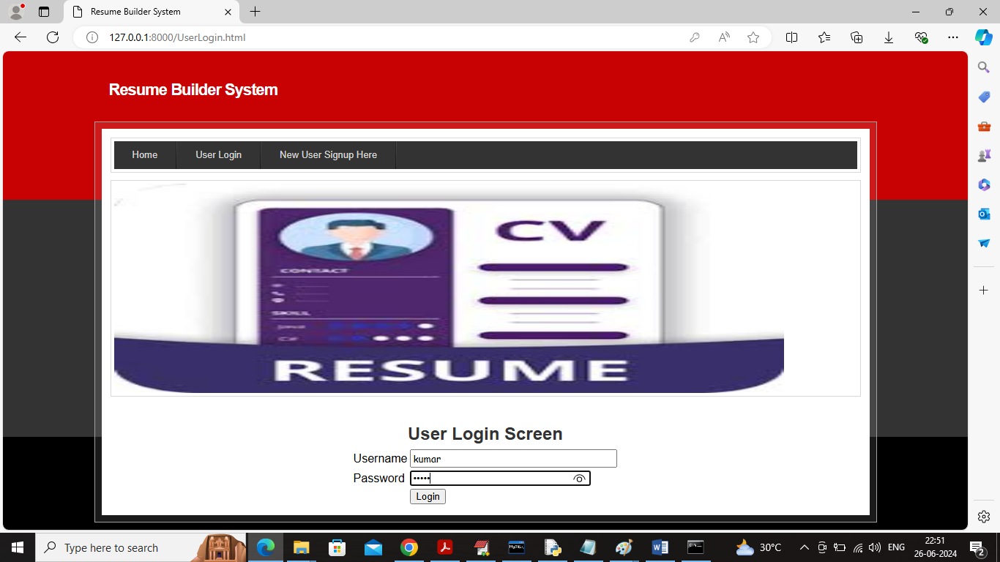 Resume Builder System
127.0.0.1:8000/UserLogin.html
Resume Builder System
Home User Login New User Signup Here
CV
CONTACT
SKILL
RESUME
User Login Screen
Username kumar
Password •••••
Login
Type here to search
30°C
ENG
22:51
26-06-2024
2